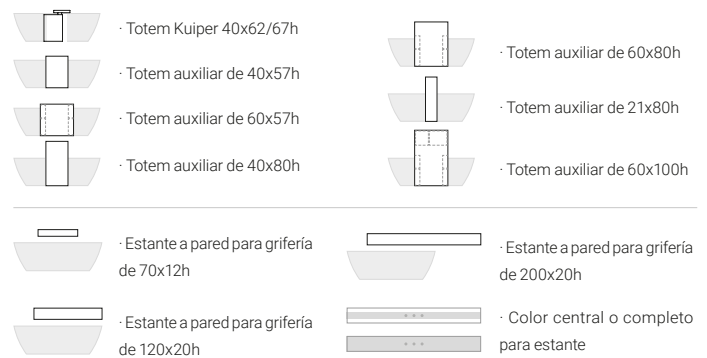 · Totem Kuiper 40x62/67h
· Totem auxiliar de 40x57h
· Totem auxiliar de 60x57h
· Totem auxiliar de 40x80h
· Totem auxiliar de 60x80h
· Totem auxiliar de 21x80h
· Totem auxiliar de 60x100h
· Estante a pared para grifería
de 70x12h
· Estante a pared para grifería
de 120x20h
· Estante a pared para grifería
de 200x20h
· Color central o completo
para estante